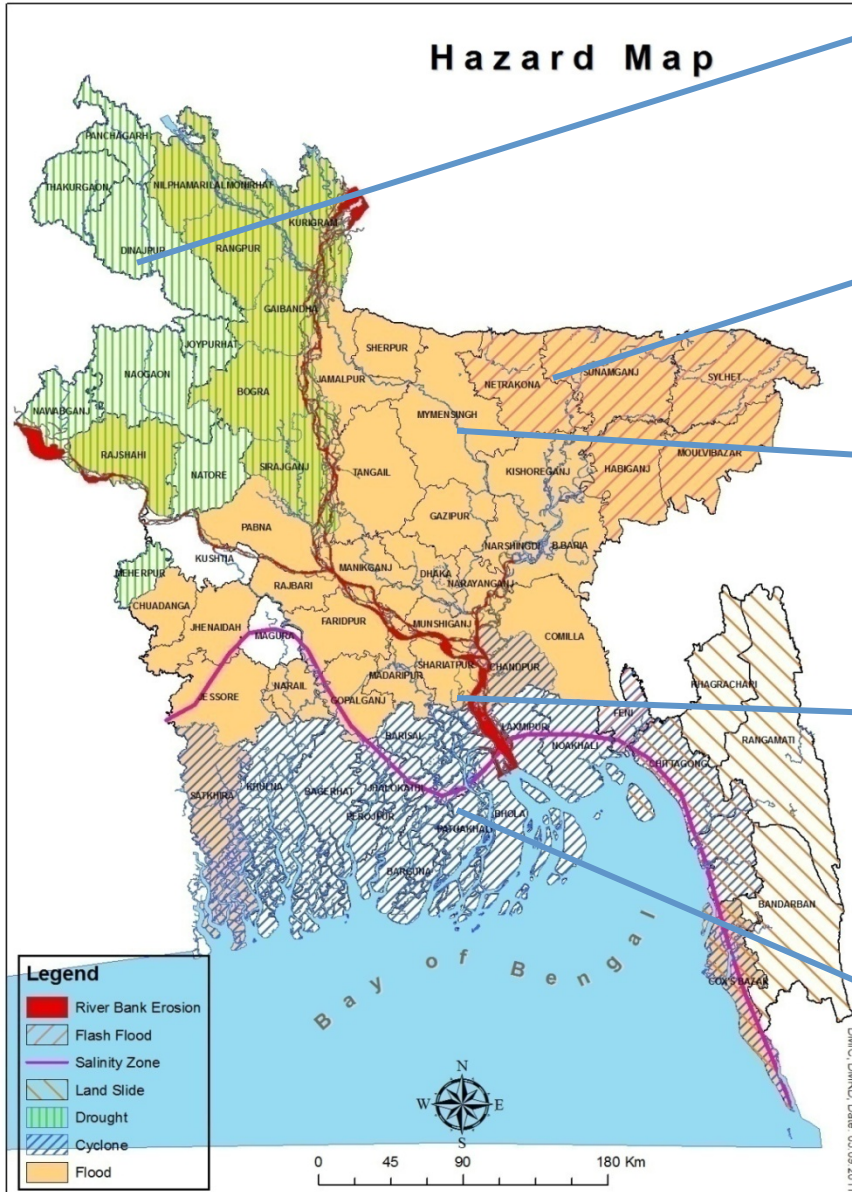 Hazard Map
PANCHAGARH
THAKURGAON
NILPHAMARI
LALMONIRHAT
KURIGRAM
DINAJPUR
RANGPUR
GAIBANDHA
JOYPURHAT
SHERPUR
NAOGAON
JAMALPUR
NETRAKONA
SUNAMGANJ
SYLHET
BOGRA
MYMENSINGH
NAWABGANJ
RAJSHAHI
NATORE
SIRAJGANJ
TANGAIL
KISHOREGANJ
HABIGANJ
MOULVIBAZAR
GAZIPUR
PABNA
KUSHTIA
MANIKGANJ
DHAKA
NARSHINGDI
B.BARIA
MEHERPUR
RAJBARI
NARAYANGANJ
CHUADANGA
JHENAIDAH
MAGURA
FARIDPUR
MUNSHIGANJ
COMILLA
SHARIATPUR
CHANDPUR
MADARIPUR
JESSORE
NARAIL
GOPALGANJ
KHAGRACHARI
RANGAMATI
BARISAL
LAXMIPUR
NOAKHALI
FENI
CHITTAGONG
SATKHIRA
KHULNA
BAGERHAT
JHALOKATHI
PEROJPUR
PATUAKHALI
BHOLA
BARGUNA
BANDARBAN
COX'S BAZAR
Bay of Bengal
Legend
River Bank Erosion
Flash Flood
Salinity Zone
Land Slide
Drought
Cyclone
Flood
N
W
E
S
0 45 90 180 Km